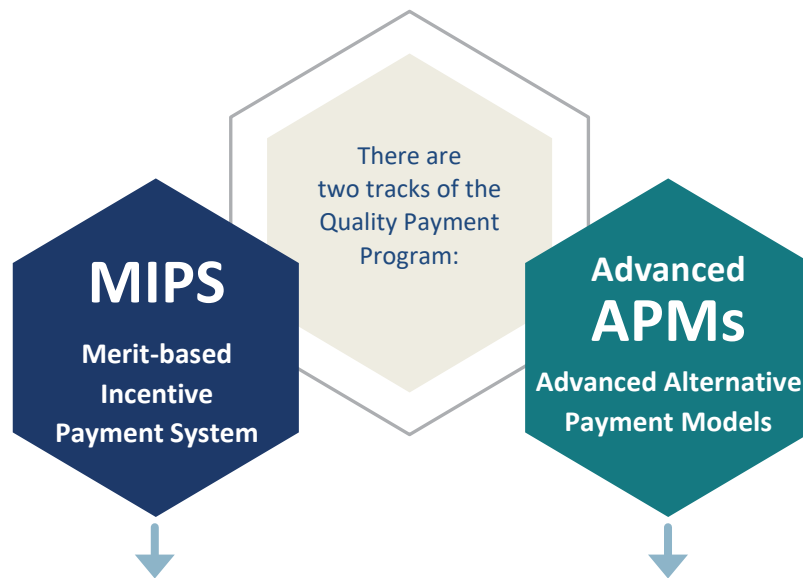 There are
two tracks of the
Quality Payment
Program:
MIPS
Merit-based
Incentive
Payment System
Advanced
APMs
Advanced Alternative
Payment Models